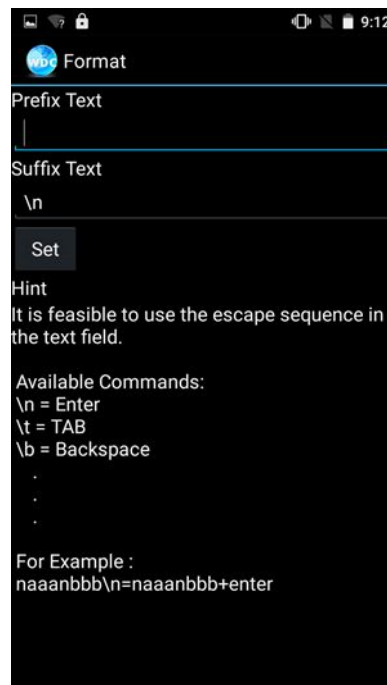 9:12
WDC Format
Prefix Text
Suffix Text
\n
Set
Hint
It is feasible to use the escape sequence in
the text field.
Available Commands:
\n = Enter
\t = TAB
\b = Backspace
.
.
.
For Example :
naaanbbb\n=naaanbbb+enter